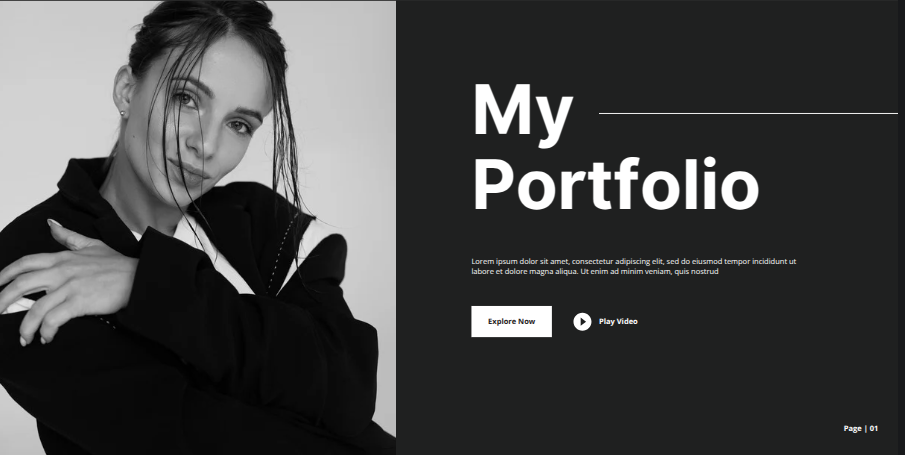 My
Portfolio
Lorem ipsum dolor sit amet, consectetur adipiscing elit, sed do eiusmod tempor incididunt ut
labore et dolore magna aliqua. Ut enim ad minim veniam, quis nostrud
Explore Now
Play Video
Page | 01